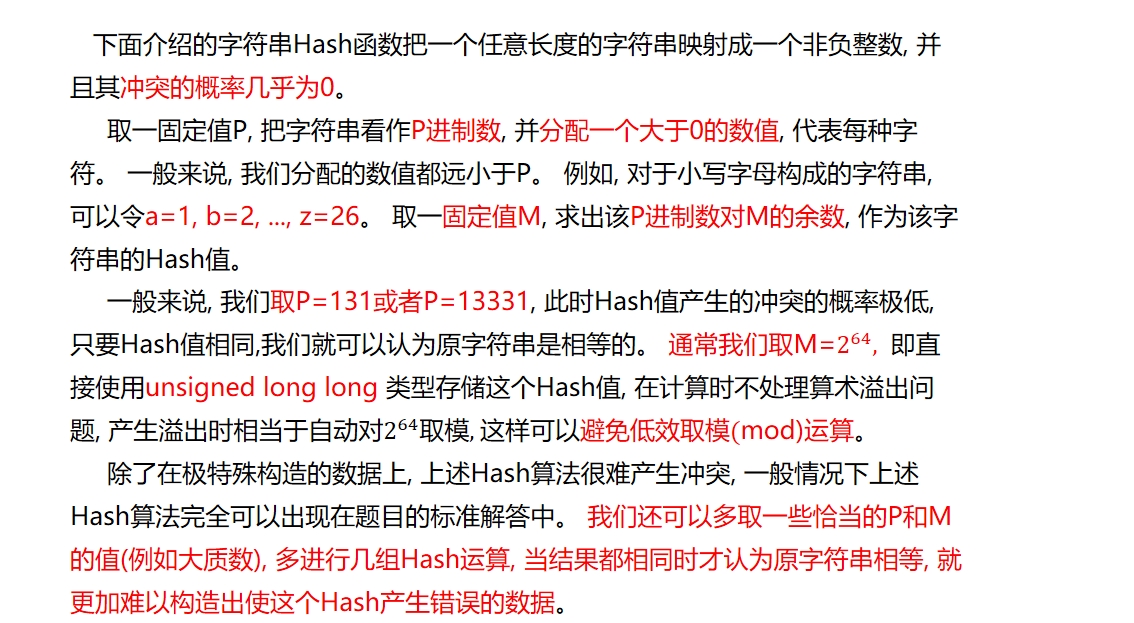 下面介绍的字符串Hash函数把一个任意长度的字符串映射成一个非负整数, 并
且其冲突的概率几乎为0。
取一固定值P, 把字符串看作P进制数, 并分配一个大于0的数值, 代表每种字
符。 一般来说, 我们分配的数值都远小于P。 例如, 对于小写字母构成的字符串,
可以令a=1, b=2, ..., z=26。 取一固定值M, 求出该P进制数对M的余数, 作为该字
符串的Hash值。
一般来说, 我们取P=131或者P=13331, 此时Hash值产生的冲突的概率极低,
只要Hash值相同,我们就可以认为原字符串是相等的。 通常我们取M=2⁶⁴, 即直
接使用unsigned long long 类型存储这个Hash值, 在计算时不处理算术溢出问
题, 产生溢出时相当于自动对2⁶⁴取模, 这样可以避免低效取模(mod)运算。
除了在极特殊构造的数据上, 上述Hash算法很难产生冲突, 一般情况下上述
Hash算法完全可以出现在题目的标准解答中。 我们还可以多取一些恰当的P和M
的值(例如大质数), 多进行几组Hash运算, 当结果都相同时才认为原字符串相等, 就
更加难以构造出使这个Hash产生错误的数据。